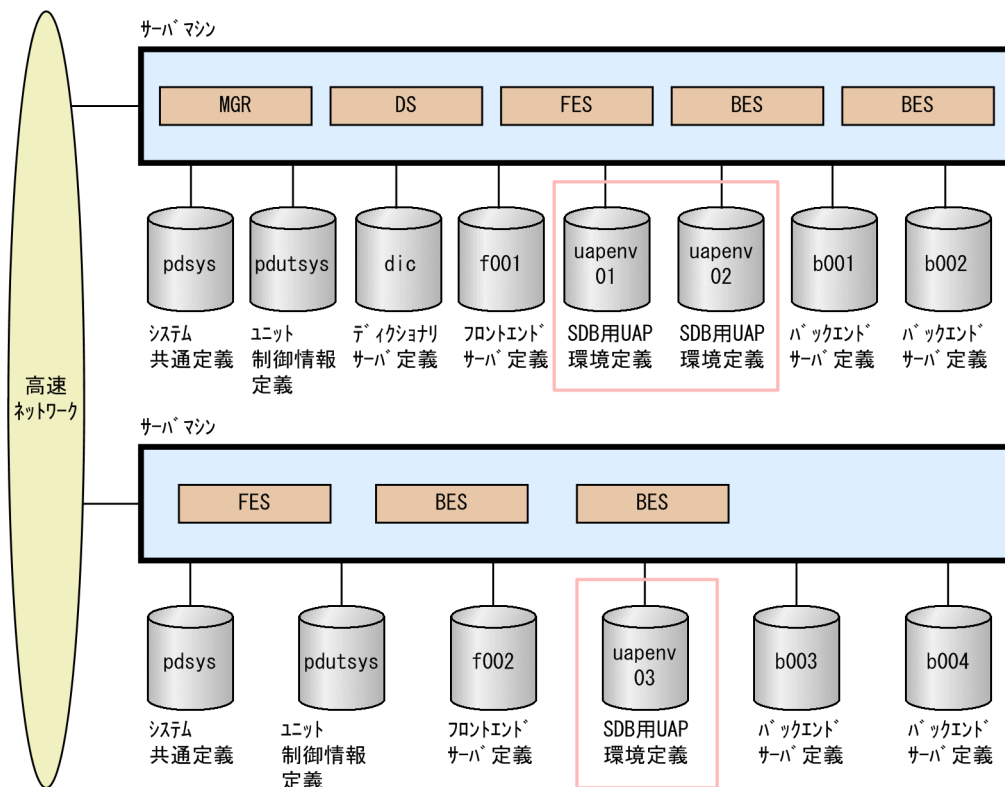 サーバマシン
MGR
DS
FES
BES
BES
pdsys
pdutsys
dic
f001
uapenv
01
uapenv
02
b001
b002
システム
共通定義
ユニット
制御情報
定義
ディクショナリ
サーバ定義
フロントエンド
サーバ定義
SDB用UAP
環境定義
SDB用UAP
環境定義
バックエンド
サーバ定義
バックエンド
サーバ定義
高速
ネットワーク
サーバマシン
FES
BES
BES
pdsys
pdutsys
f002
uapenv
03
b003
b004
システム
共通定義
ユニット
制御情報
定義
フロントエンド
サーバ定義
SDB用UAP
環境定義
バックエンド
サーバ定義
バックエンド
サーバ定義